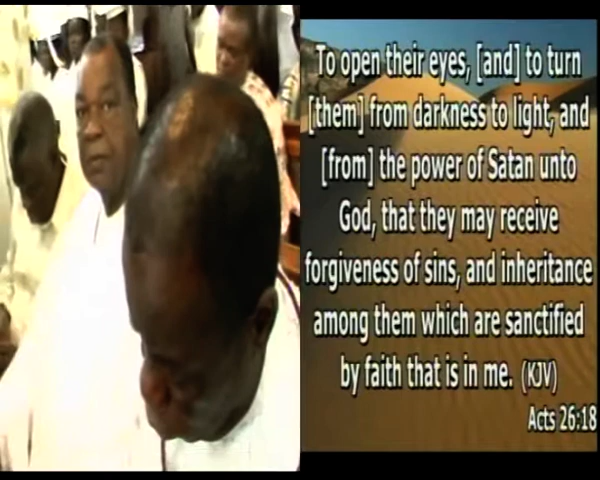 To open their eyes, [and] to turn
[them] from darkness to light, and
[from] the power of Satan unto
God, that they may receive
forgiveness of sins, and inheritance
among them which are sanctified
by faith that is in me. (KJV)
Acts 26:18